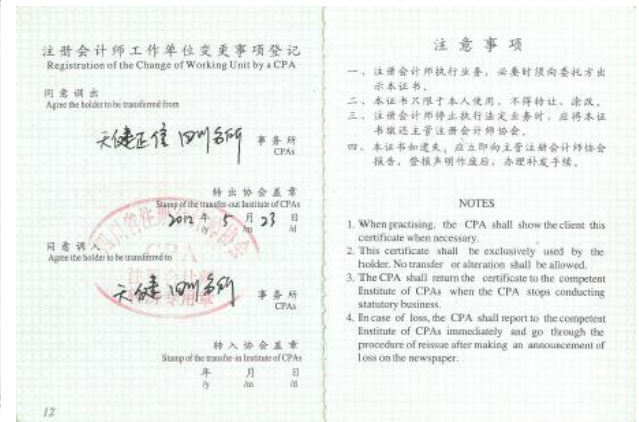 注册会计师工作单位变更事项登记
Registration of the Change of Working Unit by a CPA
同意调出
Agree the holder to be transferred from
天健正信四川分所 事务所
CPAs
转出协会盖章
Stamp of the transfer-out Institute of CPAs
2012年 5月 23日
/y /m /d
同意调入
Agree the holder to be transferred to
天健四川分所 事务所
CPAs
转入协会盖章
Stamp of the transfer-in Institute of CPAs
年 月 日
/y /m /d
12
注意事项
一、注册会计师执行业务，必要时须向委托方出
示本证书。
二、本证书只限于本人使用，不得转让、涂改。
三、注册会计师停止执行法定业务时，应将本证
书缴还主管注册会计师协会。
四、本证书如遗失，应立即向主管注册会计师协会
报告，登报声明作废后，办理补发手续。
NOTES
1. When practising, the CPA shall show the client this
certificate when necessary.
2. This certificate shall be exclusively used by the
holder. No transfer or alteration shall be allowed.
3. The CPA shall return the certificate to the competent
Institute of CPAs when the CPA stops conducting
statutory business.
4. In case of loss, the CPA shall report to the competent
Institute of CPAs immediately and go through the
procedure of reissue after making an announcement of
loss on the newspaper.